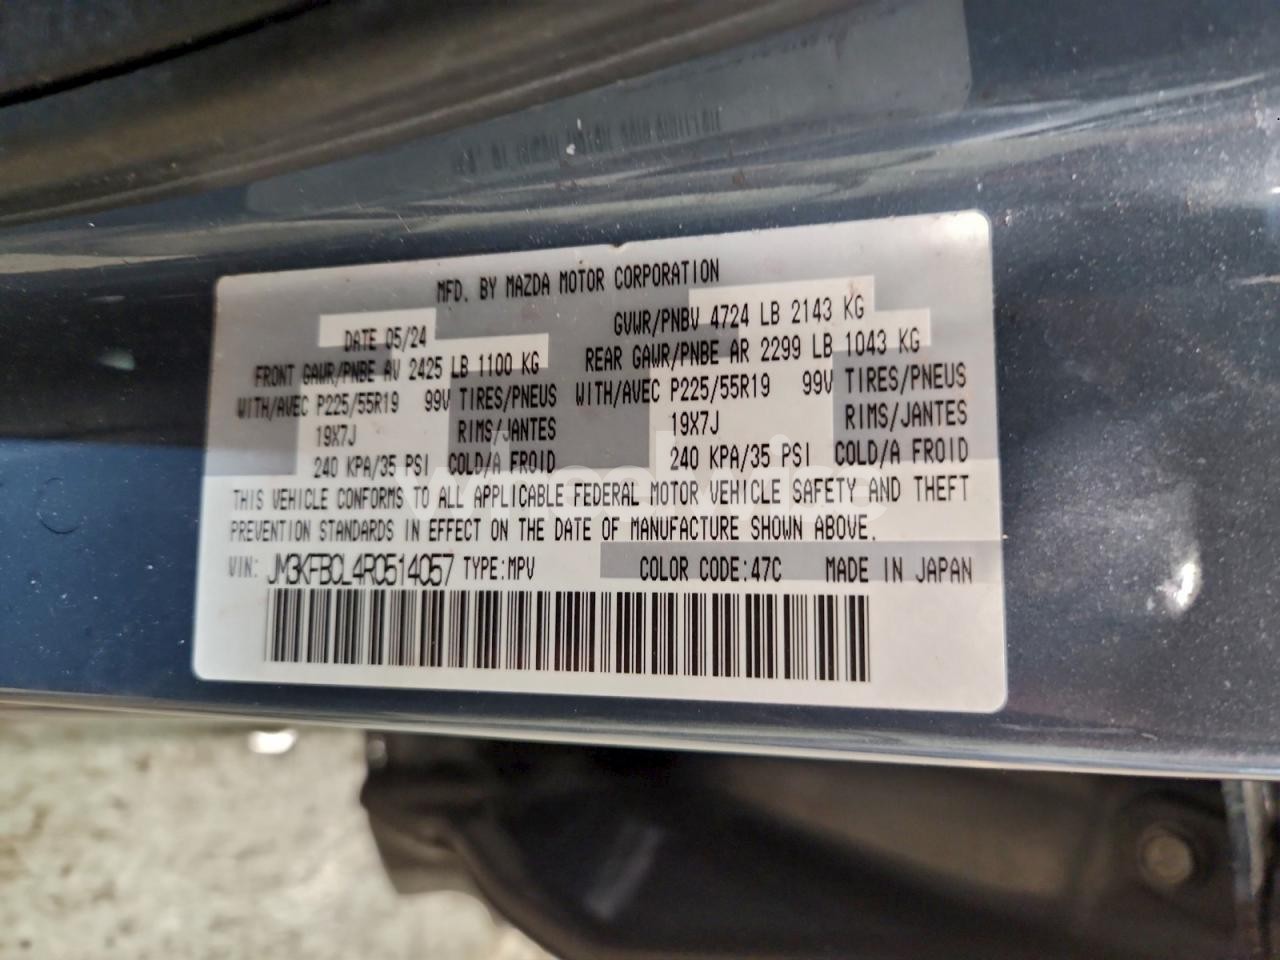 MFD. BY MAZDA MOTOR CORPORATION
DATE 05/24 GVWR/PNBV 4724 LB 2143 KG
FRONT GAWR/PNBE AV 2425 LB 1100 KG REAR GAWR/PNBE AR 2299 LB 1043 KG
WITH/AVEC P225/55R19 99V TIRES/PNEUS WITH/AVEC P225/55R19 99V TIRES/PNEUS
19X7J RIMS/JANTES 19X7J RIMS/JANTES
240 KPA/35 PSI COLD/A FROID 240 KPA/35 PSI COLD/A FROID
THIS VEHICLE CONFORMS TO ALL APPLICABLE FEDERAL MOTOR VEHICLE SAFETY AND THEFT
PREVENTION STANDARDS IN EFFECT ON THE DATE OF MANUFACTURE SHOWN ABOVE.
VIN: JM3KFBCL4R0514057 TYPE:MPV COLOR CODE:47C MADE IN JAPAN